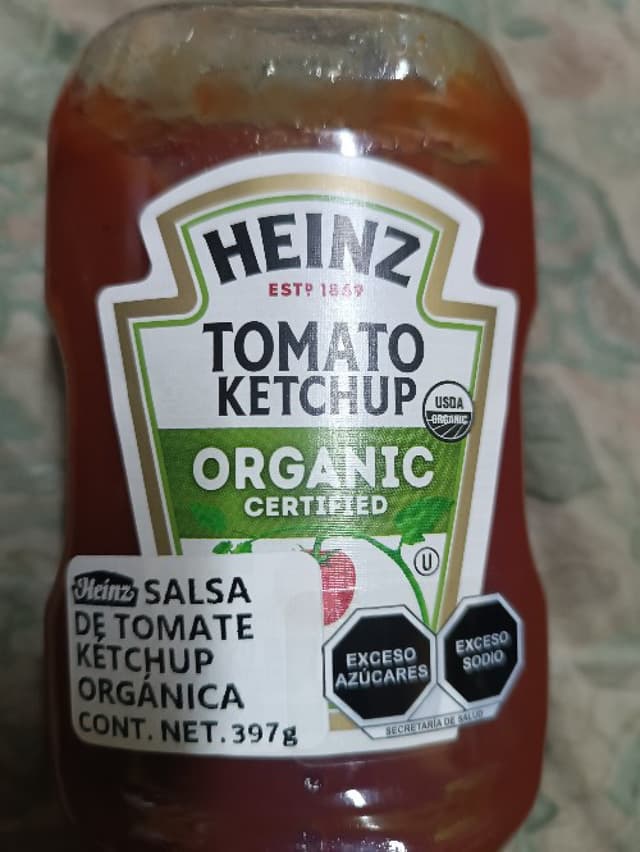 HEINZ
ESTD 1869
TOMATO
KETCHUP
USDA
ORGANIC
ORGANIC
CERTIFIED
U
Heinz SALSA
DE TOMATE
KÉTCHUP
ORGÁNICA
CONT. NET. 397g
EXCESO
AZÚCARES
EXCESO
SODIO
SECRETARÍA DE SALUD